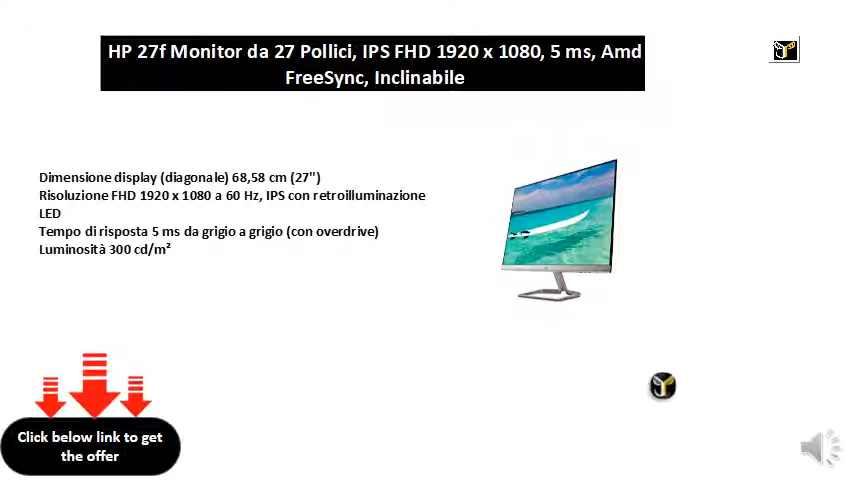 HP 27f Monitor da 27 Pollici, IPS FHD 1920 x 1080, 5 ms, Amd
FreeSync, Inclinabile
Dimensione display (diagonale) 68,58 cm (27")
Risoluzione FHD 1920 x 1080 a 60 Hz, IPS con retroilluminazione
LED
Tempo di risposta 5 ms da grigio a grigio (con overdrive)
Luminosità 300 cd/m²
Click below link to get
the offer